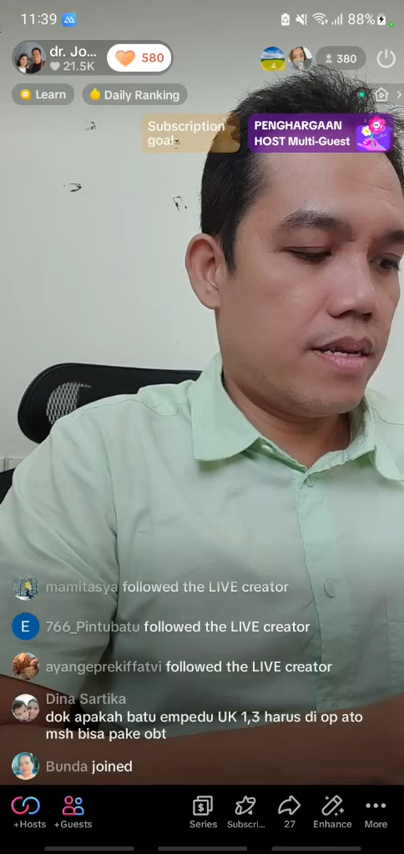 11:39
88%
dr. Jo...
21.5K
580
4
2
380
Learn
Daily Ranking
Subscription
goal
PENGHARGAAN
HOST Multi-Guest
mamitasya followed the LIVE creator
E
766_Pintubatu followed the LIVE creator
ayangeprekiffatvi followed the LIVE creator
Dina Sartika
dok apakah batu empedu UK 1,3 harus di op ato
msh bisa pake obt
Bunda joined
+Hosts
+Guests
Series
Subscri...
27
Enhance
More